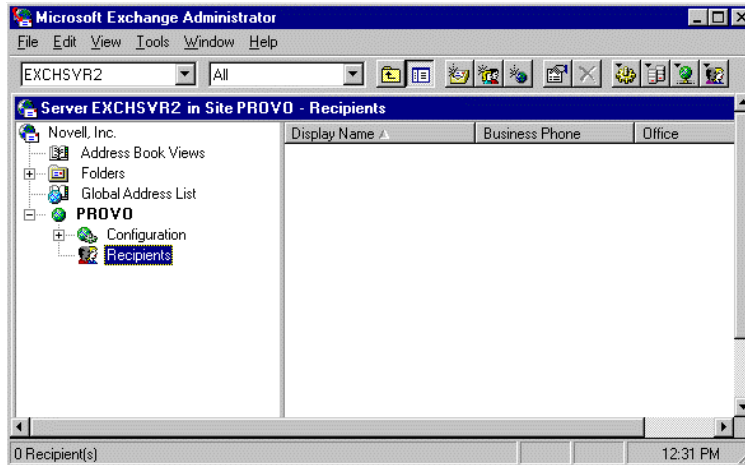 Microsoft Exchange Administrator
File Edit View Tools Window Help
EXCHSVR2 All
Server EXCHSVR2 in Site PROVO - Recipients
Novell, Inc.
Address Book Views
Folders
Global Address List
PROVO
Configuration
Recipients
Display Name Business Phone Office
0 Recipient(s) 12:31 PM